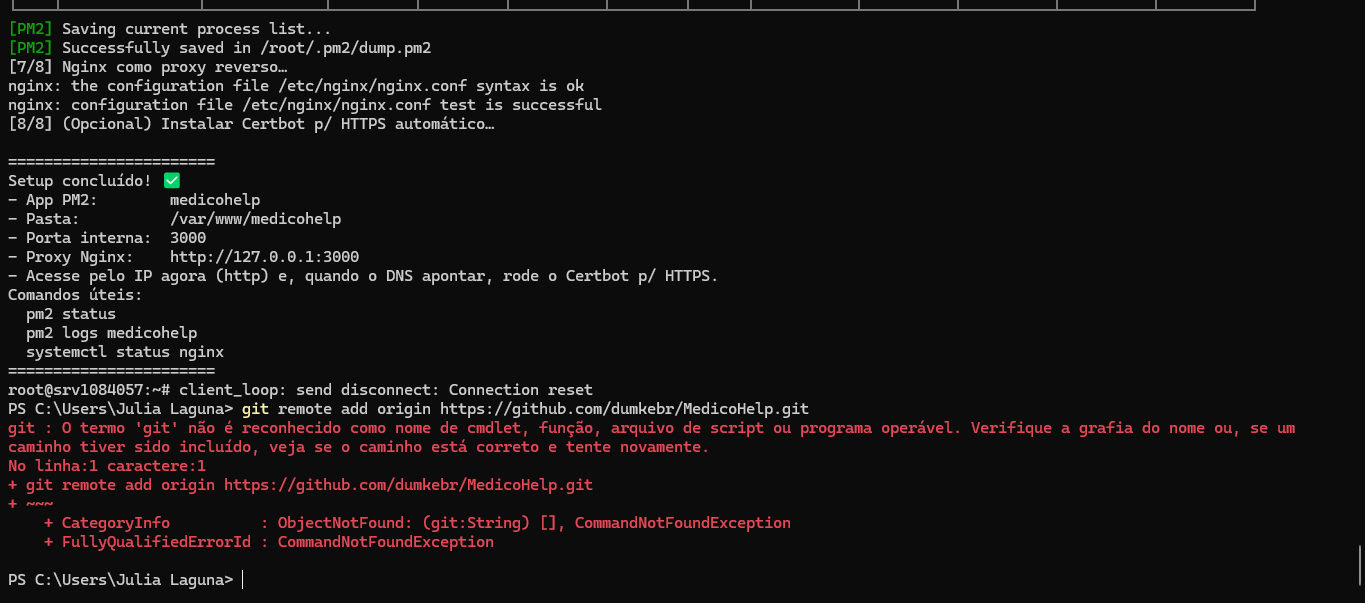 [PM2] Saving current process list...
[PM2] Successfully saved in /root/.pm2/dump.pm2
[7/8] Nginx como proxy reverso…
nginx: the configuration file /etc/nginx/nginx.conf syntax is ok
nginx: configuration file /etc/nginx/nginx.conf test is successful
[8/8] (Opcional) Instalar Certbot p/ HTTPS automático…
=======================
Setup concluído! ✅
- App PM2:        medicohelp
- Pasta:          /var/www/medicohelp
- Porta interna:  3000
- Proxy Nginx:    http://127.0.0.1:3000
- Acesse pelo IP agora (http) e, quando o DNS apontar, rode o Certbot p/ HTTPS.
Comandos úteis:
  pm2 status
  pm2 logs medicohelp
  systemctl status nginx
=======================
root@srv1084057:~# client_loop: send disconnect: Connection reset
PS C:\Users\Julia Laguna> git remote add origin https://github.com/dumkebr/MedicoHelp.git
git : O termo 'git' não é reconhecido como nome de cmdlet, função, arquivo de script ou programa operável. Verifique a grafia do nome ou, se um
caminho tiver sido incluído, veja se o caminho está correto e tente novamente.
No linha:1 caractere:1
+ git remote add origin https://github.com/dumkebr/MedicoHelp.git
+ ~~~
    + CategoryInfo          : ObjectNotFound: (git:String) [], CommandNotFoundException
    + FullyQualifiedErrorId : CommandNotFoundException
PS C:\Users\Julia Laguna>